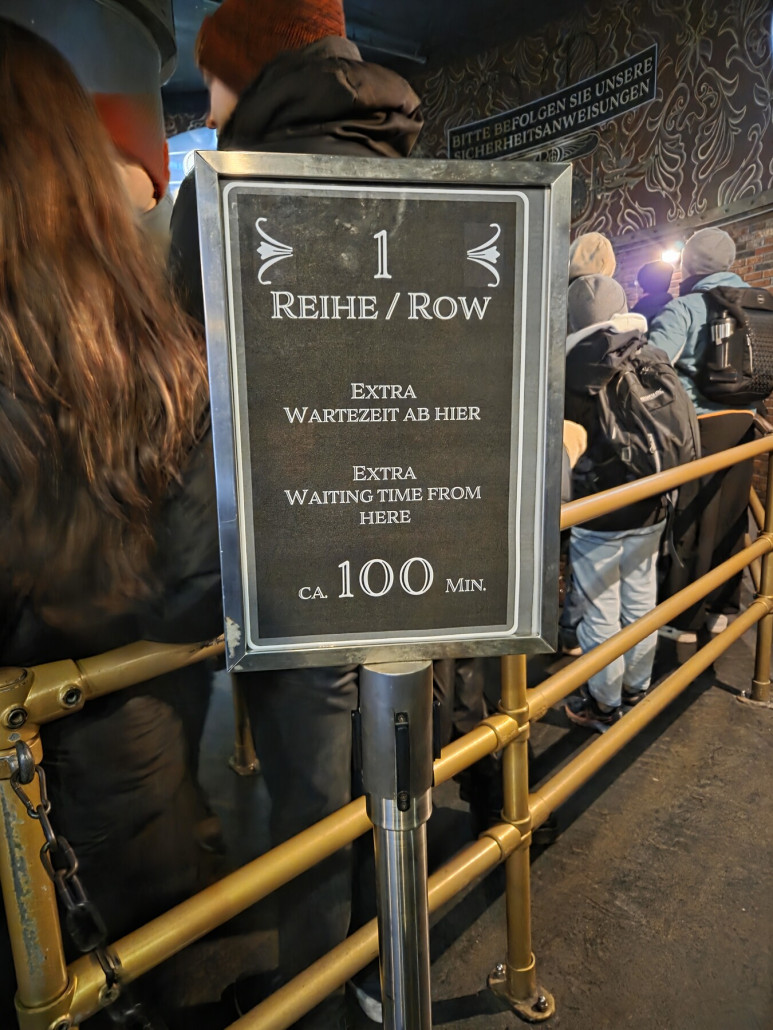 BITTE BEFOLGEN SIE UNSERE
SICHERHEITSANWEISUNGEN
1
REIHE / ROW
EXTRA
WARTEZEIT AB HIER
EXTRA
WAITING TIME FROM
HERE
CA. 100 MIN.